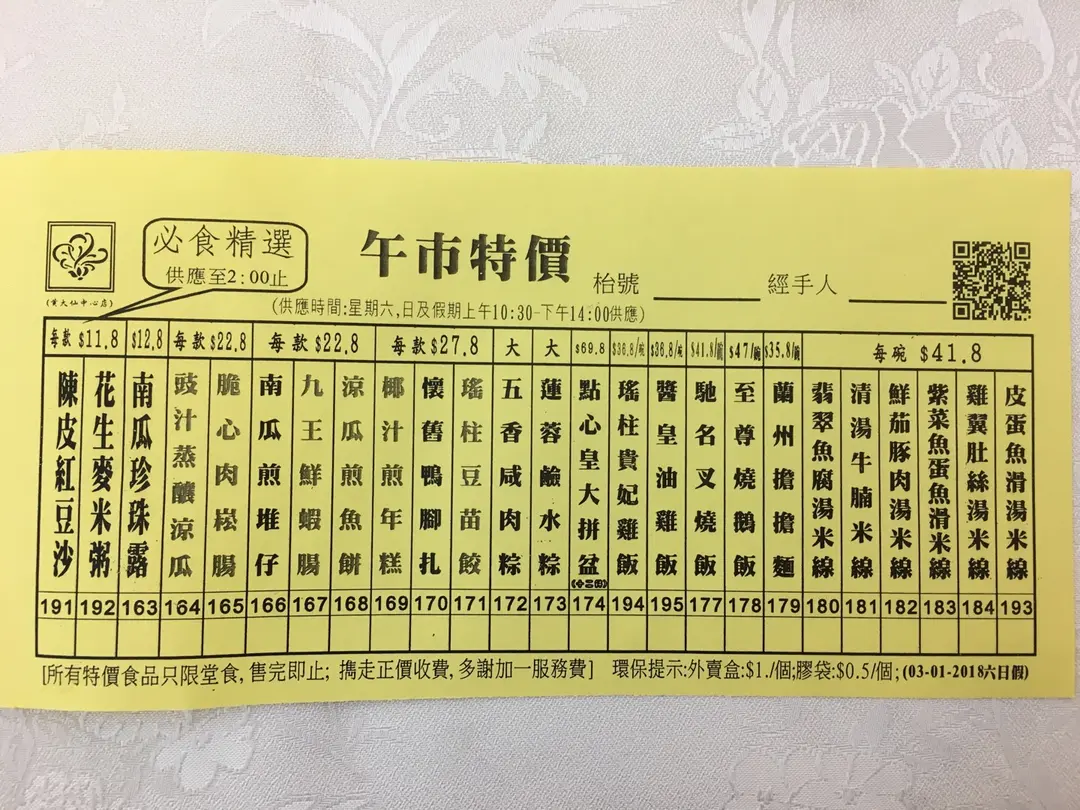 必食精選
供應至2:00止
午市特價
枱號
經手人
(黃大仙中心店)
(供應時間:星期六,日及假期上午10:30-下午14:00供應)
每款 $11.8
$12.8
每款 $22.8
每款 $22.8
每款 $27.8
大
大
$69.8
$36.8/碗
$36.8/碗
$41.8/碗
$47/碗
$35.8/碗
每碗 $41.8
陳皮紅豆沙
花生麥米粥
南瓜珍珠露
豉汁蒸釀涼瓜
脆心肉崧腸
南瓜煎堆仔
九王鮮蝦腸
涼瓜煎魚餅
椰汁煎年糕
懷舊鴨腳扎
瑤柱豆苗餃
五香咸肉粽
蓮蓉鹼水粽
點心皇大拼盆
瑤柱貴妃雞飯
醬皇油雞飯
馳名叉燒飯
至尊燒鵝飯
蘭州擔擔麵
翡翠魚腐湯米線
清湯牛腩米線
鮮茄豚肉湯米線
紫菜魚蛋魚滑米線
雞翼肚絲湯米線
皮蛋魚滑湯米線
191 192 163 164 165 166 167 168 169 170 171 172 173 174 194 195 177 178 179 180 181 182 183 184 193
[所有特價食品只限堂食,售完即止; 擕走正價收費,多謝加一服務費] 環保提示:外賣盒:$1./個;膠袋:$0.5/個;(03-01-2018六日假)